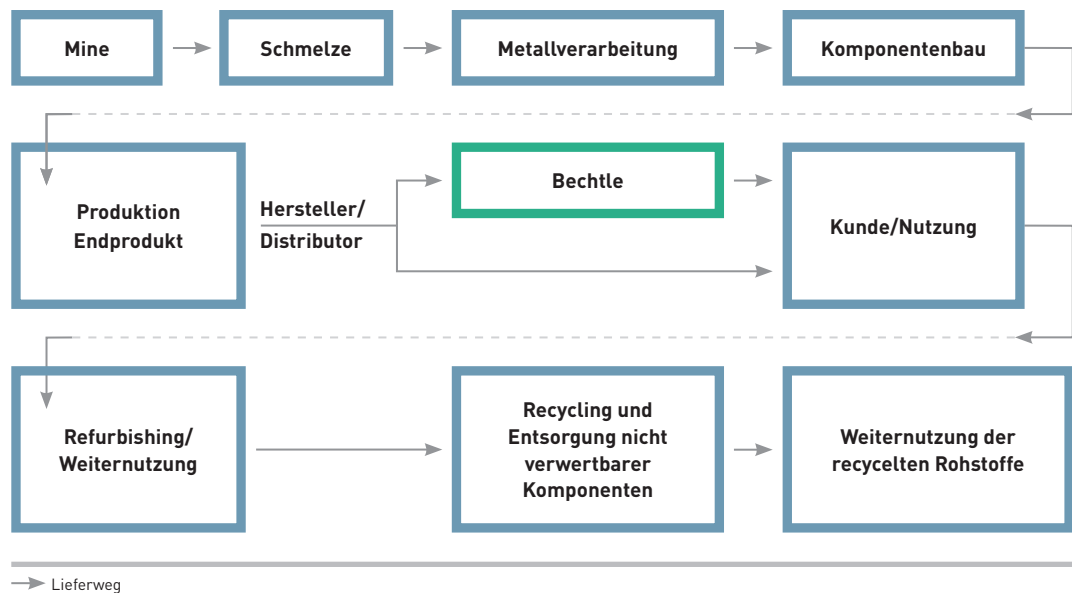 Mine
Schmelze
Metallverarbeitung
Komponentenbau
Produktion
Endprodukt
Hersteller/
Distributor
Bechtle
Kunde/Nutzung
Refurbishing/
Weiternutzung
Recycling und
Entsorgung nicht
verwertbarer
Komponenten
Weiternutzung der
recycelten Rohstoffe
Lieferweg